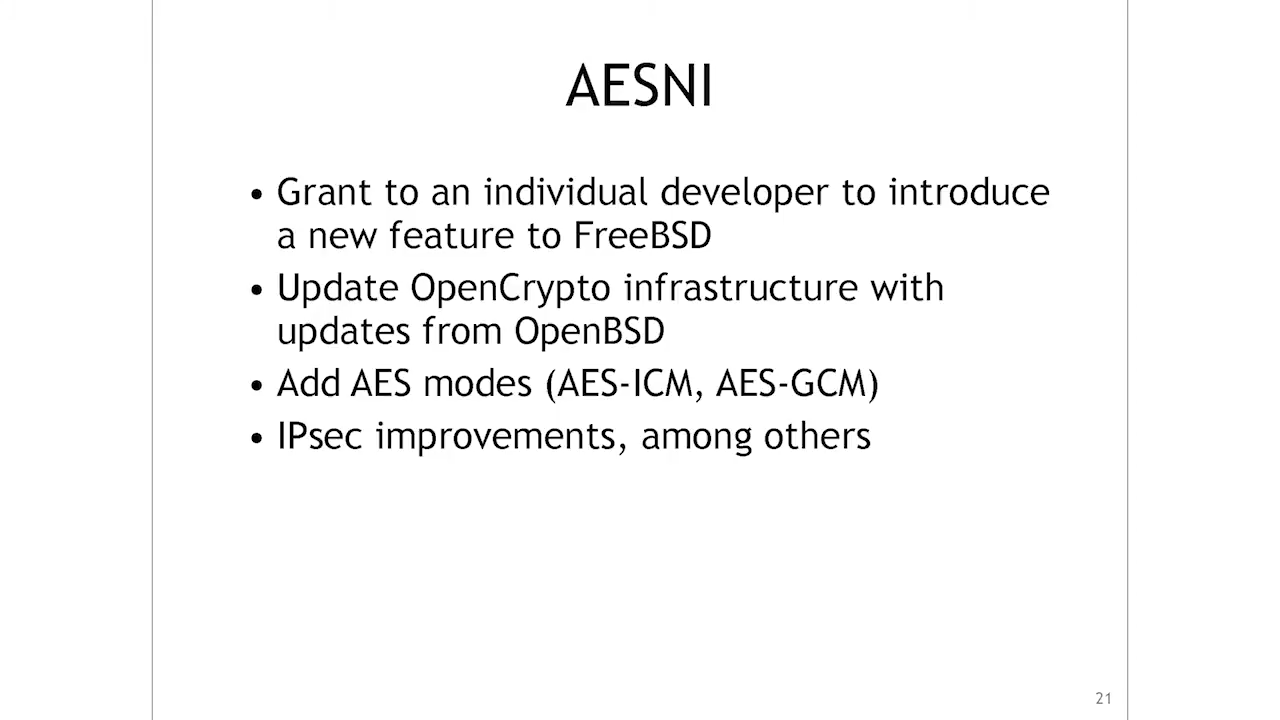 AESNI
• Grant to an individual developer to introduce
a new feature to FreeBSD
• Update OpenCrypto infrastructure with
updates from OpenBSD
• Add AES modes (AES-ICM, AES-GCM)
• IPsec improvements, among others
21